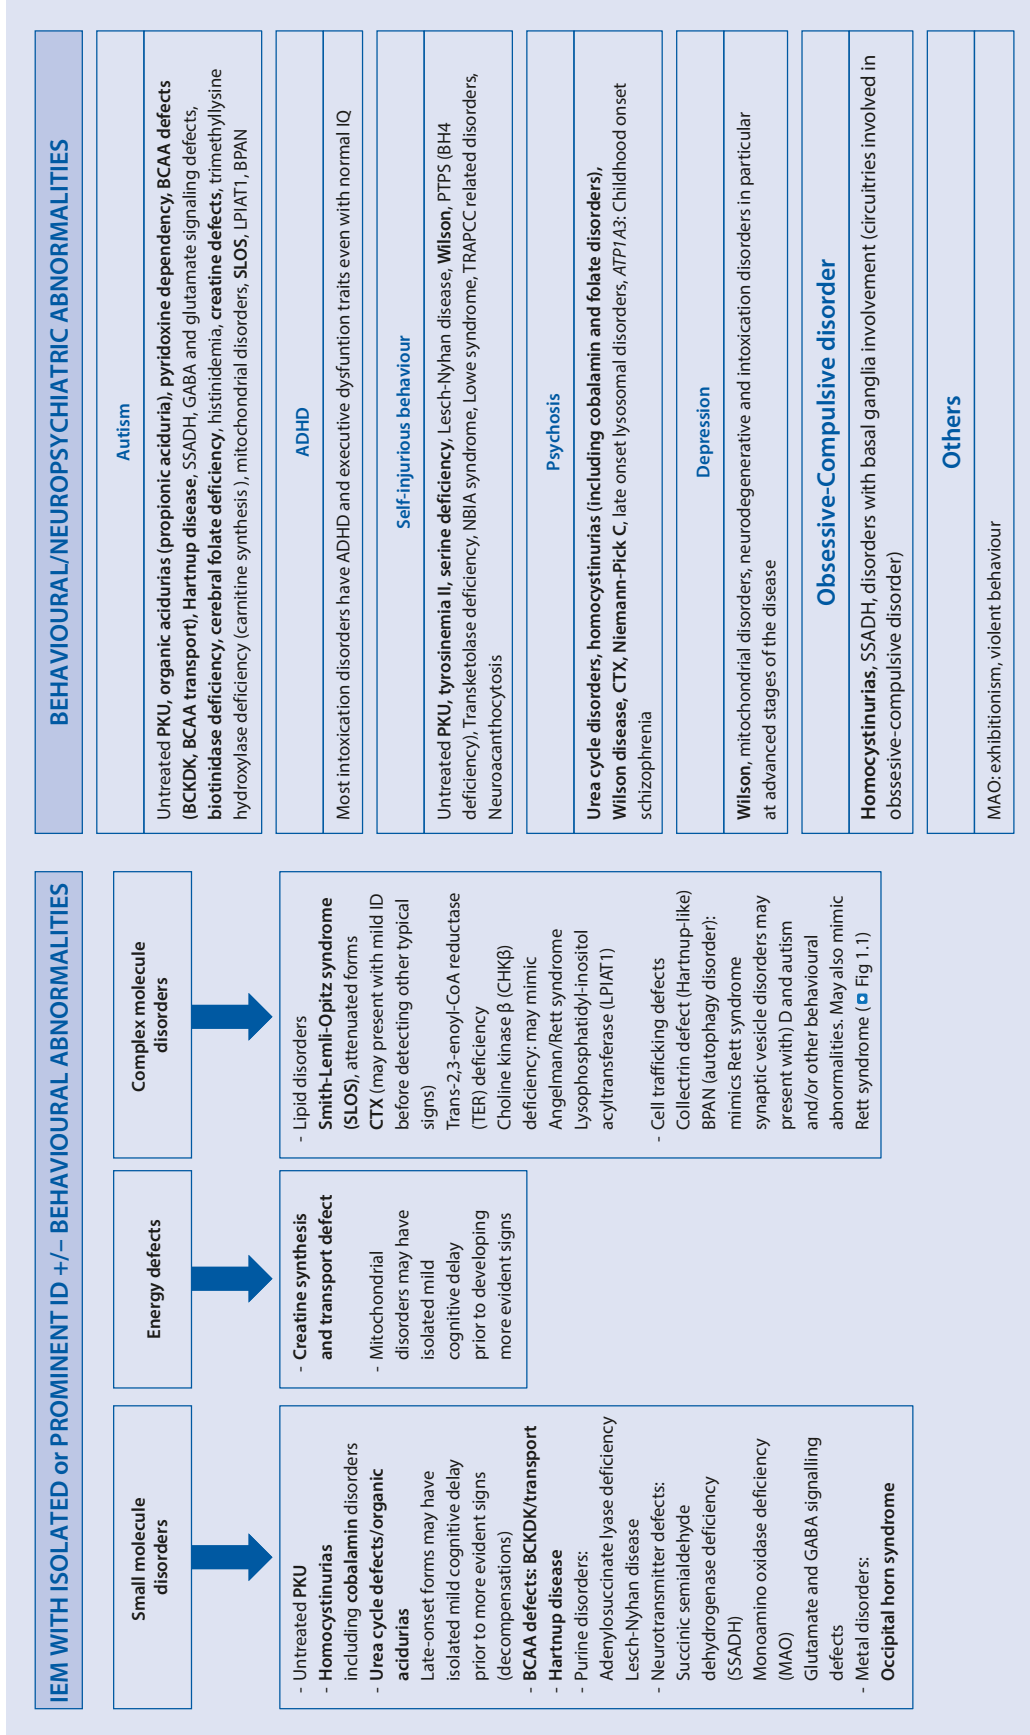 IEM WITH ISOLATED or PROMINENT ID +/− BEHAVIOURAL ABNORMALITIES
Small molecule
disorders
- Untreated PKU
- Homocystinurias
including cobalamin disorders
- Urea cycle defects/organic
acidurias
Late-onset forms may have
isolated mild cognitive delay
prior to more evident signs
(decompensations)
- BCAA defects: BCKDK/transport
- Hartnup disease
- Purine disorders:
Adenylosuccinate lyase deficiency
Lesch-Nyhan disease
- Neurotransmitter defects:
Succinic semialdehyde
dehydrogenase deficiency
(SSADH)
Monoamino oxidase deficiency
(MAO)
Glutamate and GABA signalling
defects
- Metal disorders:
Occipital horn syndrome
Energy defects
- Creatine synthesis
and transport defect
- Mitochondrial
disorders may have
isolated mild
cognitive delay
prior to developing
more evident signs
Complex molecule
disorders
- Lipid disorders
Smith-Lemli-Opitz syndrome
(SLOS), attenuated forms
CTX (may present with mild ID
before detecting other typical
signs)
Trans-2,3-enoyl-CoA reductase
(TER) deficiency
Choline kinase β (CHKβ)
deficiency: may mimic
Angelman/Rett syndrome
Lysophosphatidyl-inositol
acyltransferase (LPIAT1)
- Cell trafficking defects
Collectrin defect (Hartnup-like)
BPAN (autophagy disorder):
mimics Rett syndrome
synaptic vesicle disorders may
present with) D and autism
and/or other behavioural
abnormalities. May also mimic
Rett syndrome (Fig 1.1)
BEHAVIOURAL/NEUROPSYCHIATRIC ABNORMALITIES
Autism
Untreated PKU, organic acidurias (propionic aciduria), pyridoxine dependency, BCAA defects
(BCKDK, BCAA transport), Hartnup disease, SSADH, GABA and glutamate signaling defects,
biotinidase deficiency, cerebral folate deficiency, histinidemia, creatine defects, trimethyllysine
hydroxylase deficiency (carnitine synthesis ), mitochondrial disorders, SLOS, LPIAT1, BPAN
ADHD
Most intoxication disorders have ADHD and executive dysfuntion traits even with normal IQ
Self-injurious behaviour
Untreated PKU, tyrosinemia II, serine deficiency, Lesch-Nyhan disease, Wilson, PTPS (BH4
deficiency), Transketolase deficiency, NBIA syndrome, Lowe syndrome, TRAPCC related disorders,
Neuroacanthocytosis
Psychosis
Urea cycle disorders, homocystinurias (including cobalamin and folate disorders),
Wilson disease, CTX, Niemann-Pick C, late onset lysosomal disorders, ATP1A3: Childhood onset
schizophrenia
Depression
Wilson, mitochondrial disorders, neurodegenerative and intoxication disorders in particular
at advanced stages of the disease
Obsessive-Compulsive disorder
Homocystinurias, SSADH, disorders with basal ganglia involvement (circuitries involved in
obssesive-compulsive disorder)
Others
MAO: exhibitionism, violent behaviour